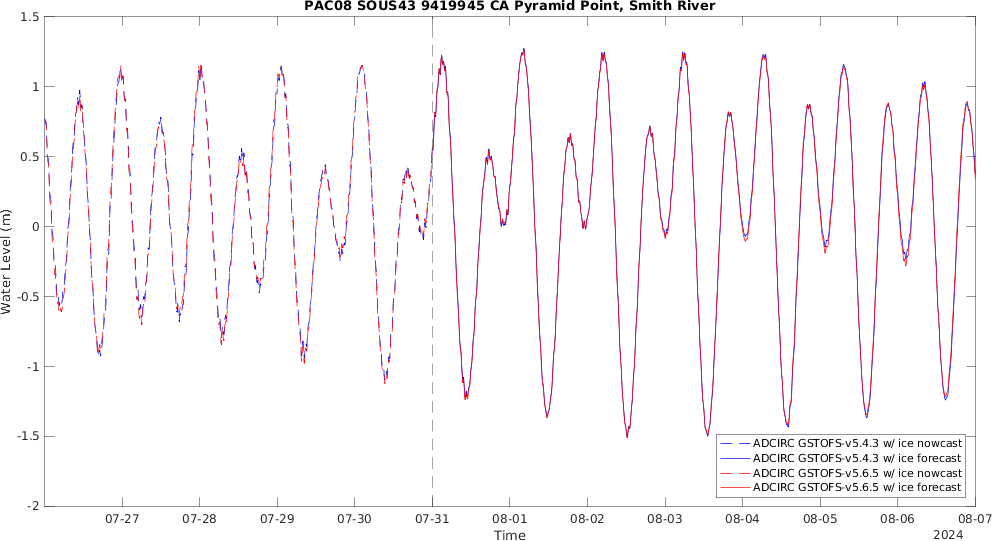 PAC08 SOUS43 9419945 CA Pyramid Point, Smith River
1.5
1
0.5
0
-0.5
-1
-1.5
-2
Water Level (m)
07-27 07-28 07-29 07-30 07-31 08-01 08-02 08-03 08-04 08-05 08-06 08-07
Time
2024
ADCIRC GSTOFS-v5.4.3 w/ ice nowcast
ADCIRC GSTOFS-v5.4.3 w/ ice forecast
ADCIRC GSTOFS-v5.6.5 w/ ice nowcast
ADCIRC GSTOFS-v5.6.5 w/ ice forecast